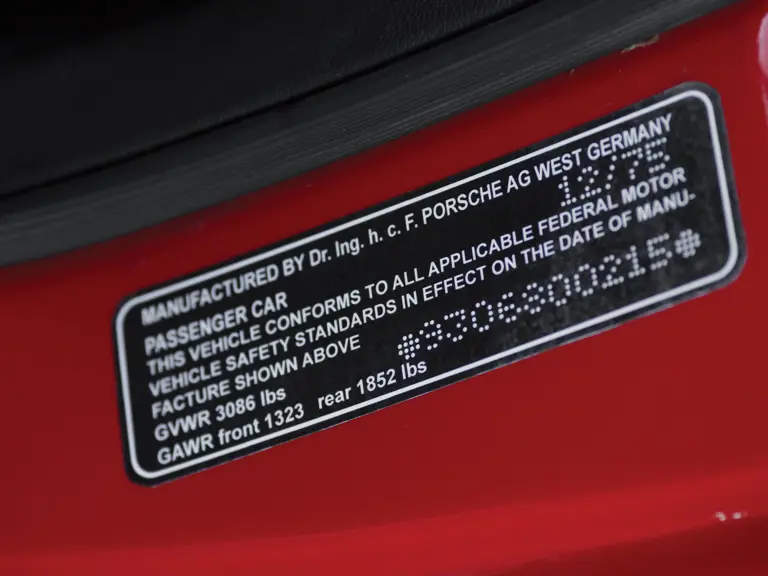 MANUFACTURED BY Dr. Ing. h. c. F. PORSCHE AG WEST GERMANY
12/75
PASSENGER CAR
THIS VEHICLE CONFORMS TO ALL APPLICABLE FEDERAL MOTOR
VEHICLE SAFETY STANDARDS IN EFFECT ON THE DATE OF MANU-
FACTURE SHOWN ABOVE
#9306800215#
GVWR 3086 lbs
GAWR front 1323 rear 1852 lbs